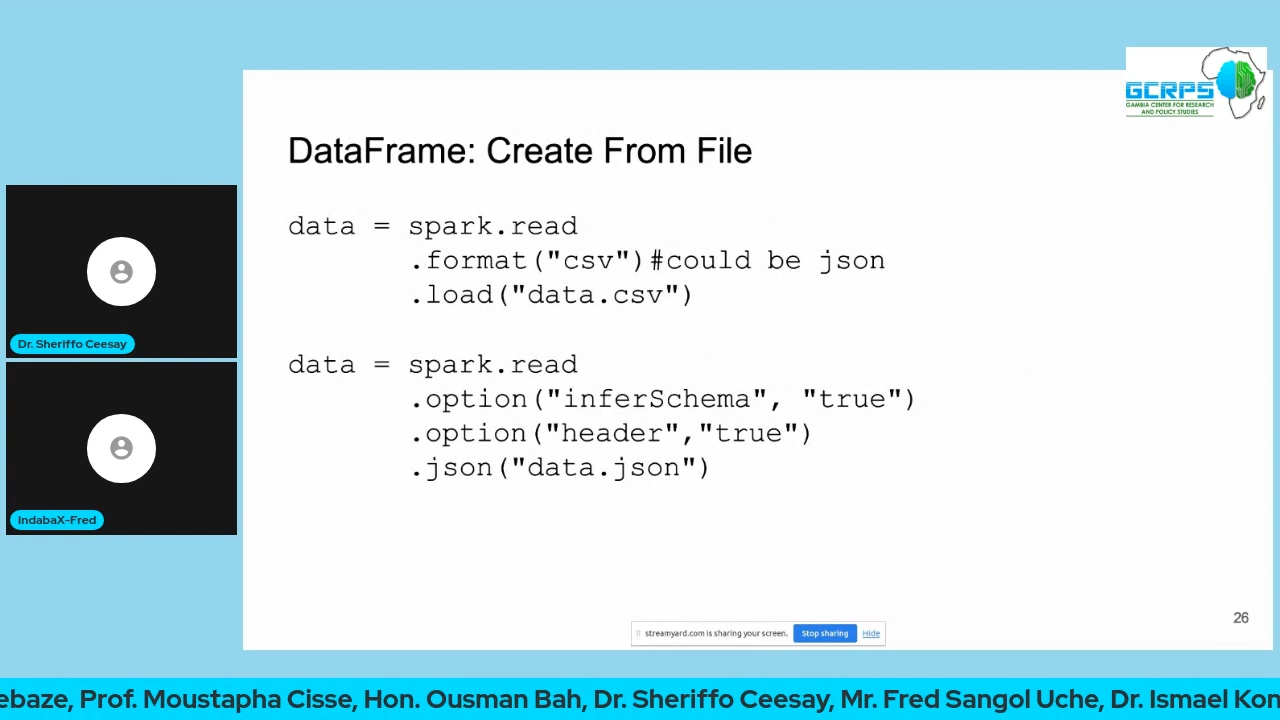 GCRPS
GAMBIA CENTER FOR RESEARCH
AND POLICY STUDIES
DataFrame: Create From File
data = spark.read
.format("csv")#could be json
.load("data.csv")
data = spark.read
.option("inferSchema", "true")
.option("header","true")
.json("data.json")
Dr. Sheriffo Ceesay
IndabaX-Fred
26
streamyard.com is sharing your screen. Stop sharing Hide
ebaze, Prof. Moustapha Cisse, Hon. Ousman Bah, Dr. Sheriffo Ceesay, Mr. Fred Sangol Uche, Dr. Ismael Kon